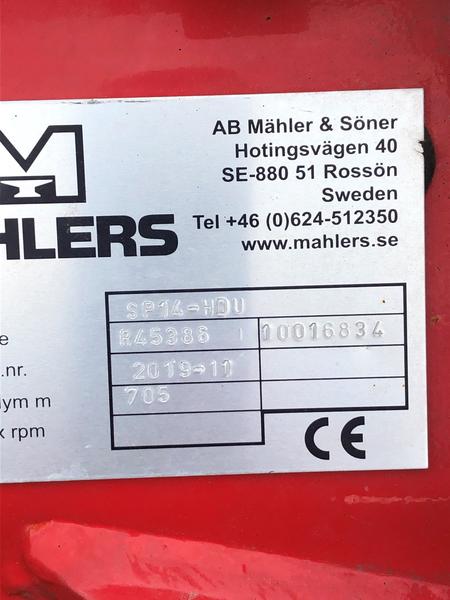 AB Mähler & Söner
Hotingsvägen 40
SE-880 51 Rossön
Sweden
Tel +46 (0)624-512350
www.mahlers.se
M
HLERS
SP14-HDU
e R45386 10016834
.nr. 2019-11
ym m 705
x rpm
CE